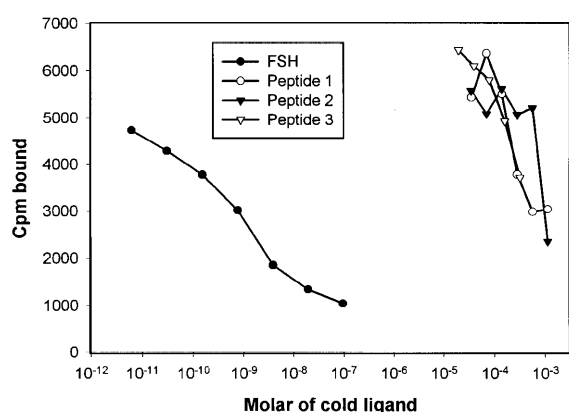 7000
6000
5000
4000
3000
2000
1000
0
Cpm bound
FSH
Peptide 1
Peptide 2
Peptide 3
10-12 10-11 10-10 10-9 10-8 10-7 10-6 10-5 10-4 10-3
Molar of cold ligand